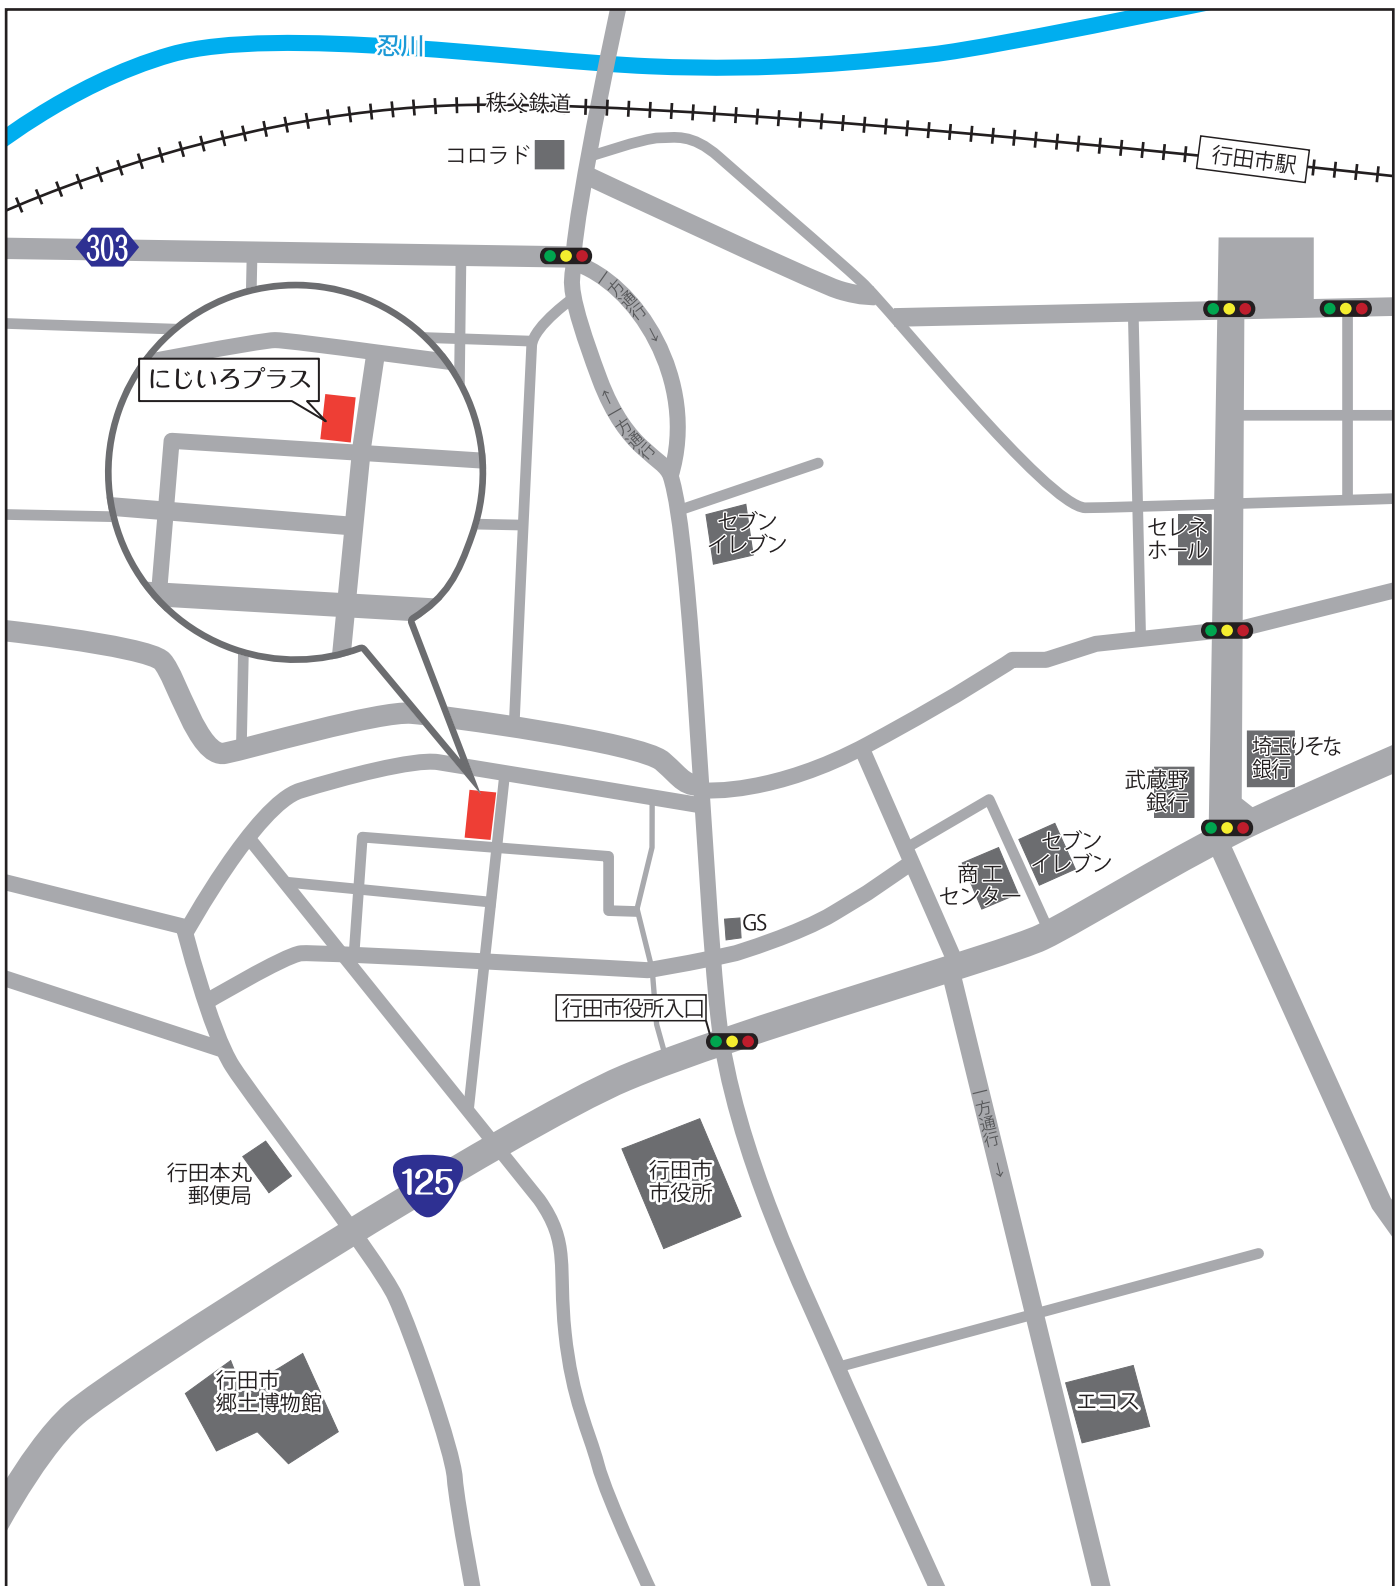 忍川
秩父鉄道
コロラド
行田市駅
303
一方通行→
にじいろプラス
←一方通行
セブン
イレブン
セレネ
ホール
埼玉りそな
銀行
武蔵野
銀行
セブン
イレブン
商工
センター
GS
行田市役所入口
一方通行 →
行田本丸
郵便局
125
行田市
市役所
行田市
郷土博物館
エコス